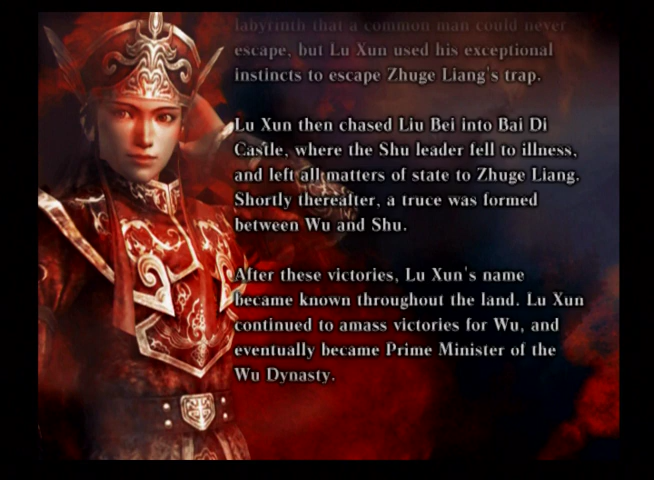 labyrinth that a common man could never
escape, but Lu Xun used his exceptional
instincts to escape Zhuge Liang's trap.
Lu Xun then chased Liu Bei into Bai Di
Castle, where the Shu leader fell to illness,
and left all matters of state to Zhuge Liang.
Shortly thereafter, a truce was formed
between Wu and Shu.
After these victories, Lu Xun's name
became known throughout the land. Lu Xun
continued to amass victories for Wu, and
eventually became Prime Minister of the
Wu Dynasty.